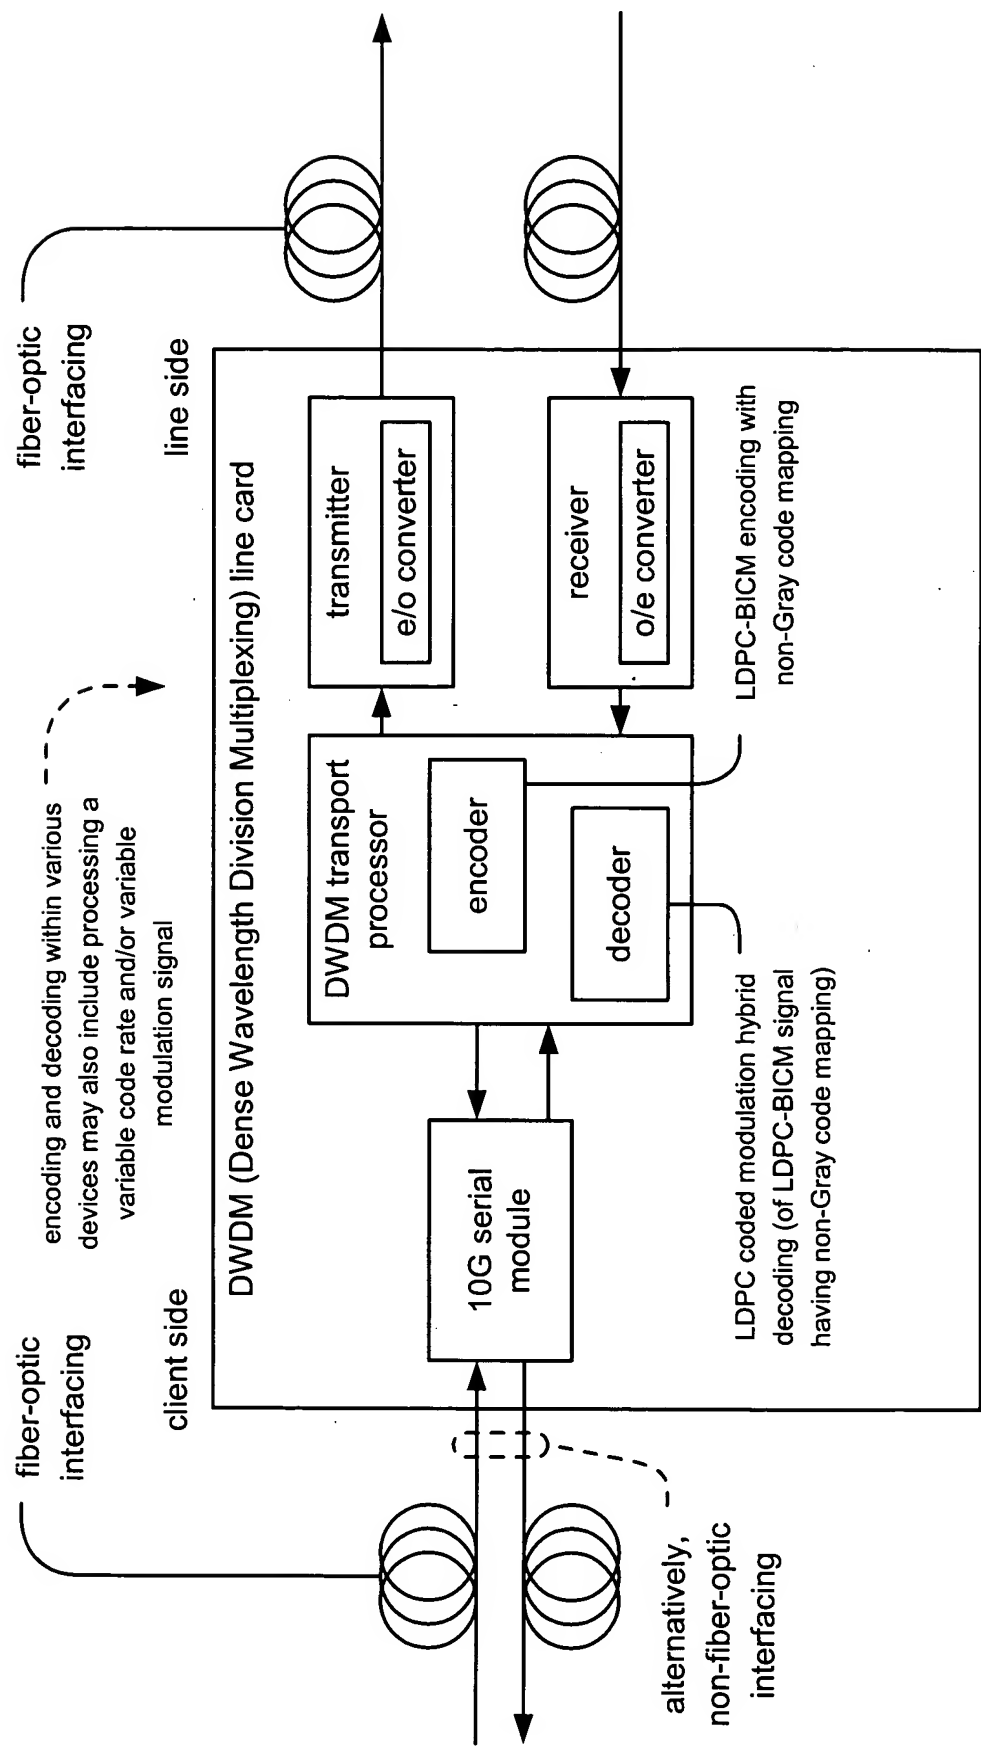 fiber-optic
interfacing
client side
encoding and decoding within various
devices may also include processing a
variable code rate and/or variable
modulation signal
fiber-optic
interfacing
line side
DWDM (Dense Wavelength Division Multiplexing) line card
10G serial
module
DWDM transport
processor
encoder
decoder
transmitter
e/o converter
receiver
o/e converter
alternatively,
non-fiber-optic
interfacing
LDPC coded modulation hybrid
decoding (of LDPC-BICM signal
having non-Gray code mapping)
LDPC-BICM encoding with
non-Gray code mapping